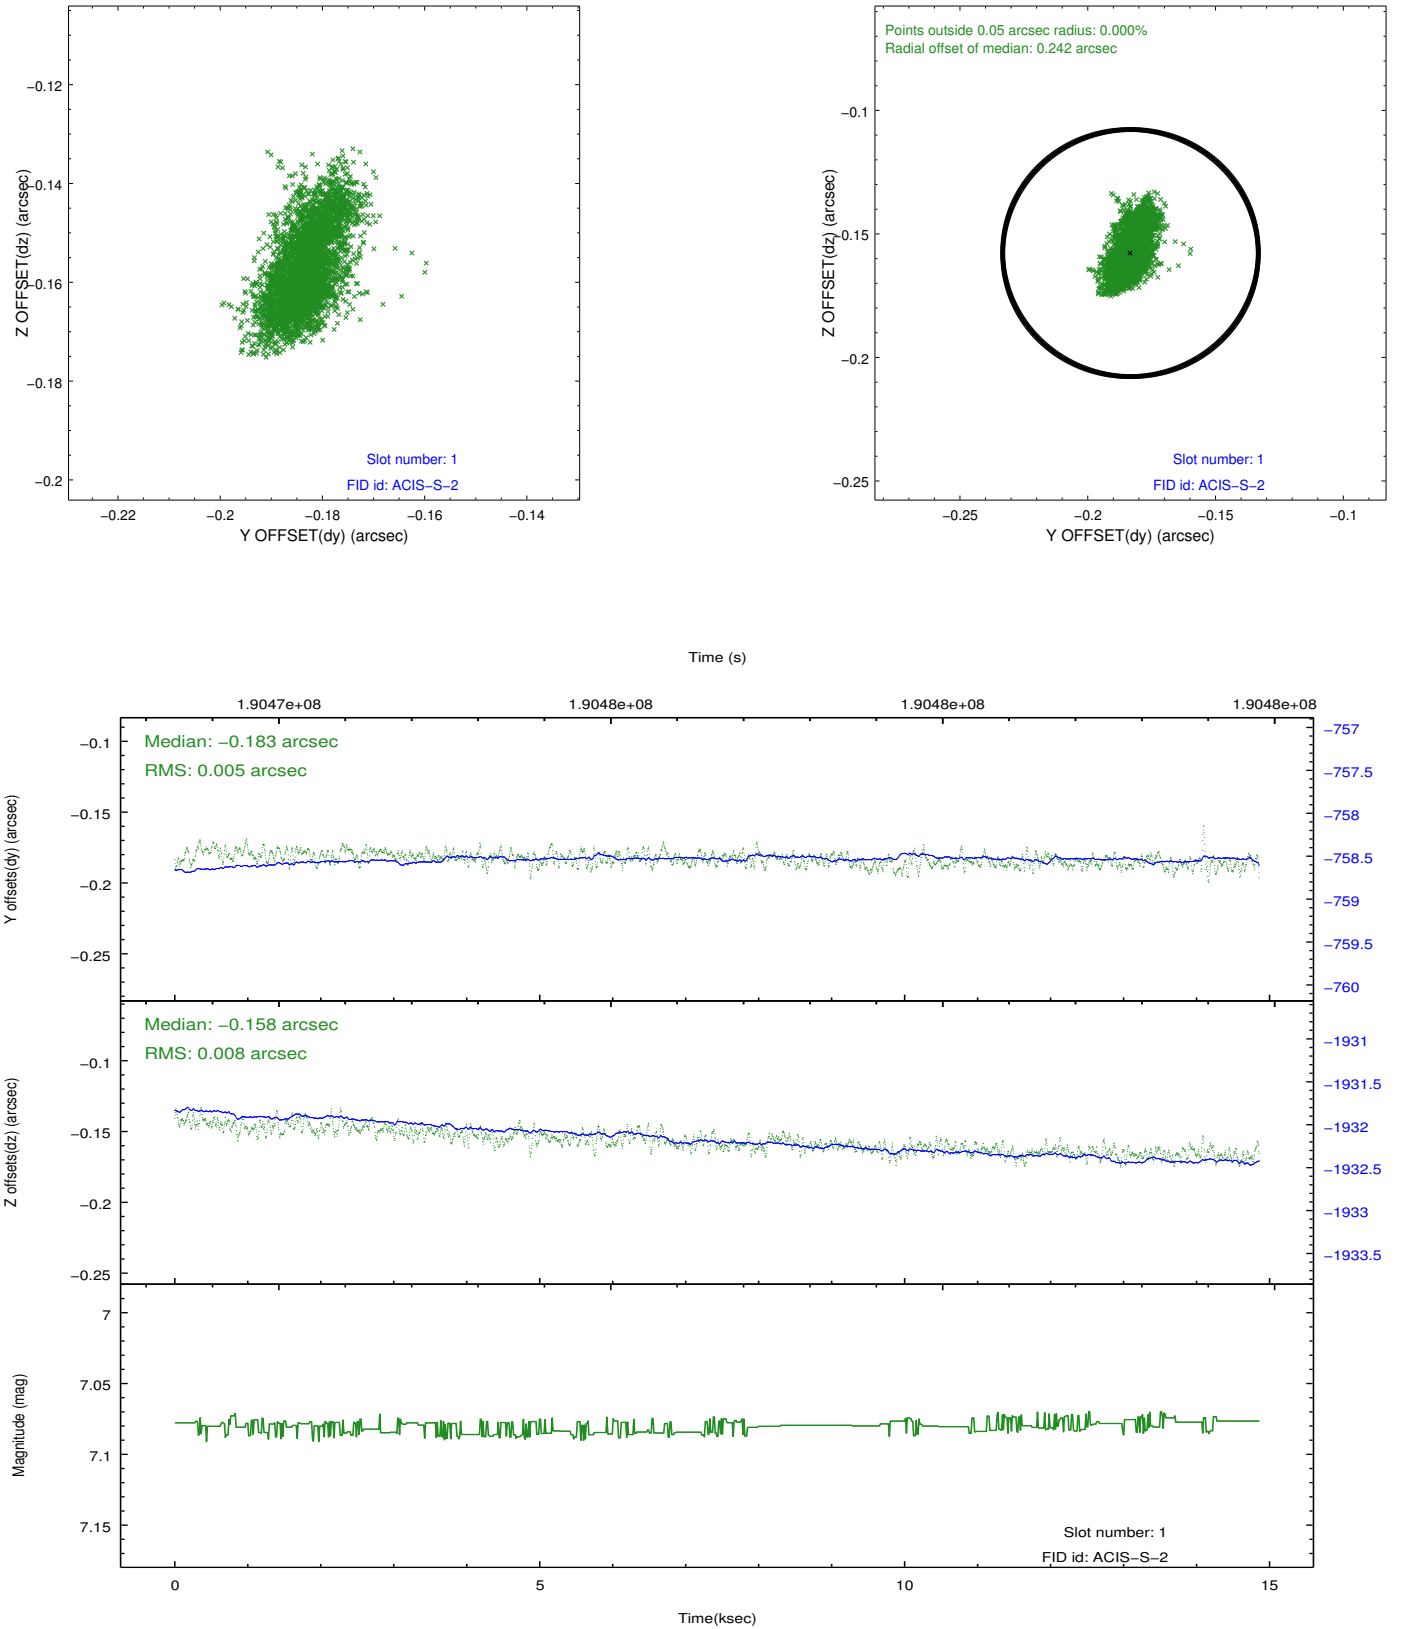 −0.12
−0.14
−0.16
−0.18
−0.2
Z OFFSET(dz) (arcsec)
Slot number: 1
FID id: ACIS−S−2
−0.22
−0.2
−0.18
−0.16
−0.14
Y OFFSET(dy) (arcsec)
Points outside 0.05 arcsec radius: 0.000%
Radial offset of median: 0.242 arcsec
−0.1
−0.15
−0.2
−0.25
Z OFFSET(dz) (arcsec)
Slot number: 1
FID id: ACIS−S−2
−0.25
−0.2
−0.15
−0.1
Y OFFSET(dy) (arcsec)
Time (s)
1.9047e+08
1.9048e+08
1.9048e+08
1.9048e+08
Median: −0.183 arcsec
RMS: 0.005 arcsec
−0.1
−0.15
−0.2
−0.25
Y offsets(dy) (arcsec)
−757
−757.5
−758
−758.5
−759
−759.5
−760
Median: −0.158 arcsec
RMS: 0.008 arcsec
−0.1
−0.15
−0.2
−0.25
Z offsets(dz) (arcsec)
−1931
−1931.5
−1932
−1932.5
−1933
−1933.5
7
7.05
7.1
7.15
Magnitude (mag)
Slot number: 1
FID id: ACIS−S−2
0
5
10
15
Time(ksec)